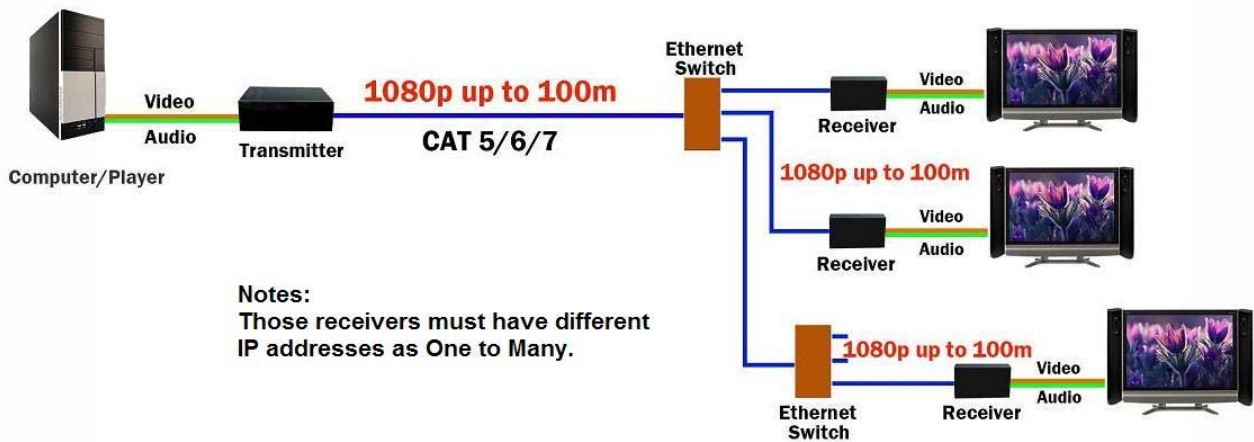 Computer/Player
Video
Audio
Transmitter
1080p up to 100m
CAT 5/6/7
Ethernet
Switch
Receiver
Video
Audio
1080p up to 100m
Receiver
Video
Audio
Notes:
Those receivers must have different
IP addresses as One to Many.
Ethernet
Switch
1080p up to 100m
Receiver
Video
Audio